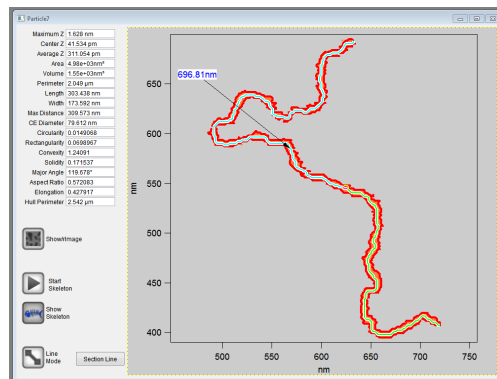 Particle7
Maximum Z 1.628 nm
Center Z 41.534 pm
Average Z 311.054 pm
Area 4.98e+03nm²
Volume 1.55e+03nm³
Perimeter 2.049 µm
Length 303.438 nm
Width 173.592 nm
Max Distance 309.573 nm
CE Diameter 79.612 nm
Circularity 0.0149068
Rectangularity 0.0698967
Convexity 1.24091
Solidity 0.171537
Major Angle 119.678°
Aspect Ratio 0.572083
Elongation 0.427917
Hull Perimeter 2.542 µm
Show Image
Start
Skeleton
Show
Skeleton
Line
Mode
Section Line
696.81nm
650
600
550
500
450
400
nm
500 550 600 650 700 750
nm